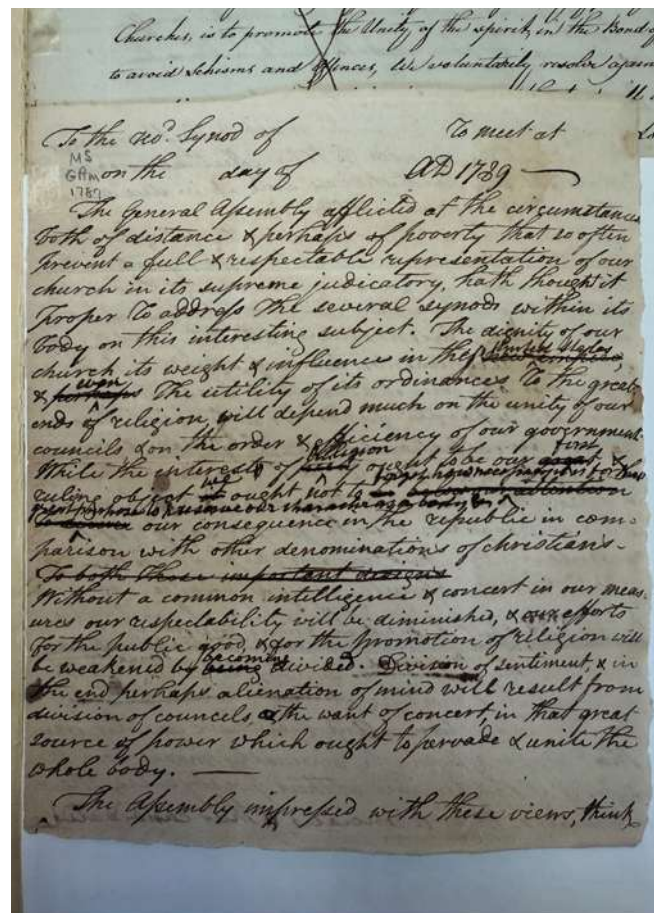 Churches, is to promote the Unity of the spirit, in the Bond of
to avoid schisms and offences, We voluntarily resolve again
To the Revd. Synod of To meet at
MS
GAm
1787
on the day of AD 1789
The General Assembly afflicted at the circumstances
both of distance & perhaps of poverty that so often
prevent a full & respectable representation of our
church in its supreme judicatory, hath thought it
proper to address the several synods within its
body on this interesting subject. The dignity of our
church its weight & influence in the United States,
& perhaps even the utility of its ordinances to the great
ends of religion, will depend much on the unity of our
councils & on the order & efficiency of our government.
While the interests of religion ought to be our great first &
ruling object we ought, not to
our consequence in the republic in com-
parison with other denominations of christians.
To both those important designs
Without a common intelligence & concert in our meas-
ures our respectability will be diminished, & our efforts
for the public good, & for the promotion of religion will
be weakened by being becoming divided. Division of sentiment, & in
the end perhaps alienation of mind will result from
division of councils, & the want of concert, in that great
source of power which ought to pervade & unite the
whole body.
The Assembly impressed with these views, think